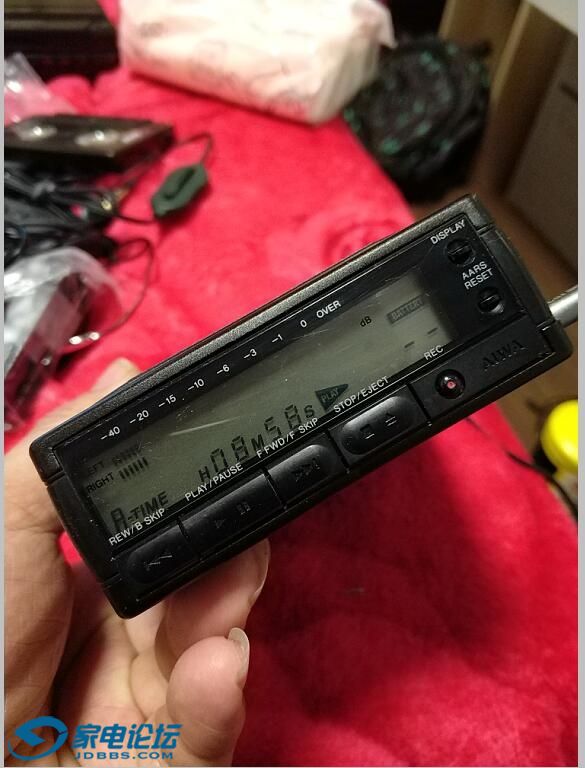 DISPLAY
AARS
RESET
-40 -20 -15 -10 -6 -3 -1 0 OVER
dB
BATTERY
LEFT
RIGHT
A-TIME
H08M58S
PLAY
REW/B SKIP
PLAY/PAUSE
F FWD/F SKIP
STOP/EJECT
REC
AIWA
家电论坛
JDBBS.COM